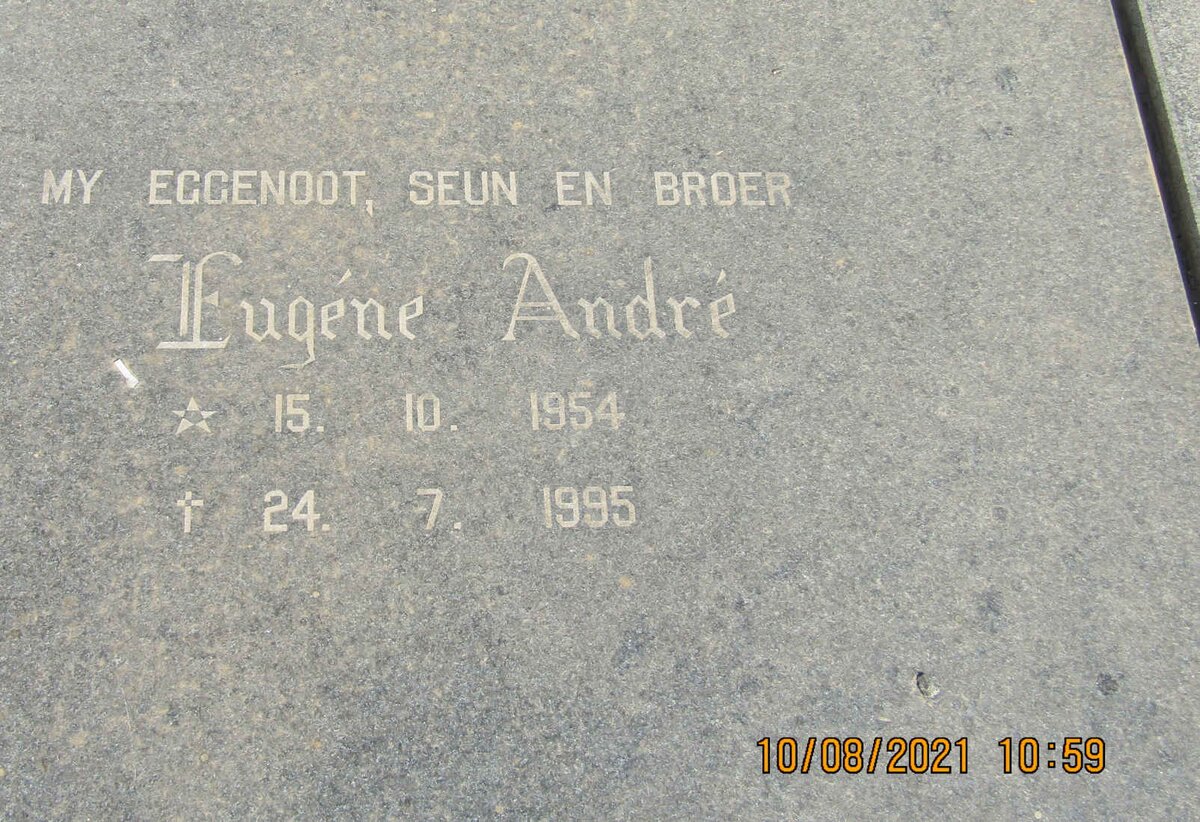 MY EGGENOOT, SEUN EN BROER
Eugéne André
☆ 15. 10. 1954
✝ 24. 7. 1995
10/08/2021 10:59